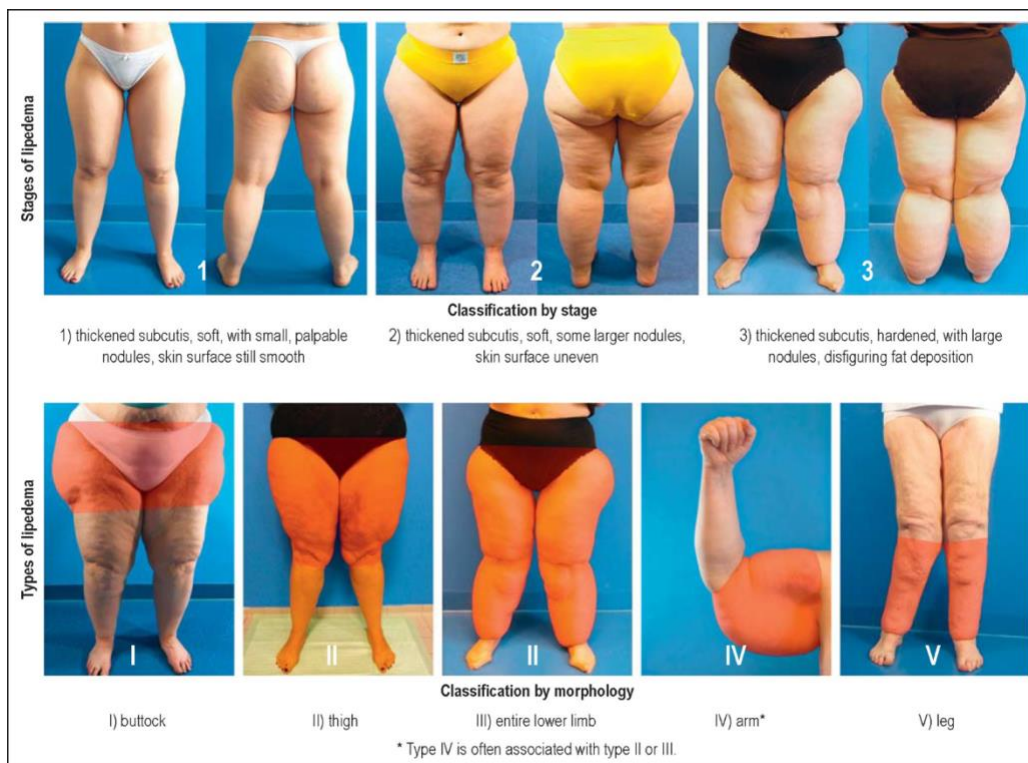 Stages of lipedema
1
2
3
Classification by stage
1) thickened subcutis, soft, with small, palpable
nodules, skin surface still smooth
2) thickened subcutis, soft, some larger nodules,
skin surface uneven
3) thickened subcutis, hardened, with large
nodules, disfiguring fat deposition
Types of lipedema
I
II
II
IV
V
Classification by morphology
I) buttock
II) thigh
III) entire lower limb
IV) arm*
V) leg
* Type IV is often associated with type II or III.